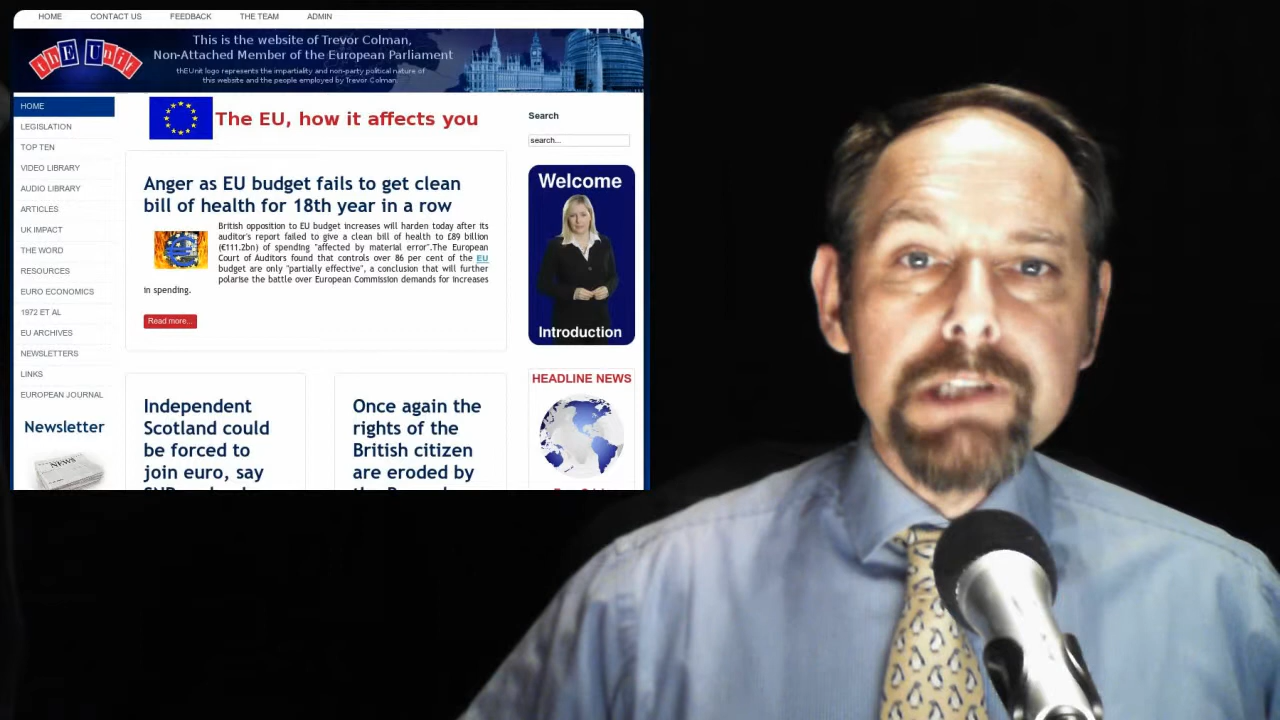 HOME CONTACT US FEEDBACK THE TEAM ADMIN
thEUnit
This is the website of Trevor Colman,
Non-Attached Member of the European Parliament
thEUnit logo represents the impartiality and non-party political nature of
this website and the people employed by Trevor Colman.
HOME
LEGISLATION
TOP TEN
VIDEO LIBRARY
AUDIO LIBRARY
ARTICLES
UK IMPACT
THE WORD
RESOURCES
EURO ECONOMICS
1972 ET AL
EU ARCHIVES
NEWSLETTERS
LINKS
EUROPEAN JOURNAL
Newsletter
NEWS
The EU, how it affects you
Anger as EU budget fails to get clean
bill of health for 18th year in a row
British opposition to EU budget increases will harden today after its
auditor's report failed to give a clean bill of health to £89 billion
(€111.2bn) of spending "affected by material error".The European
Court of Auditors found that controls over 86 per cent of the EU
budget are only "partially effective", a conclusion that will further
polarise the battle over European Commission demands for increases
in spending.
Read more...
Independent
Scotland could
be forced to
join euro, say
Once again the
rights of the
British citizen
are eroded by
Search
search...
Welcome
Introduction
HEADLINE NEWS